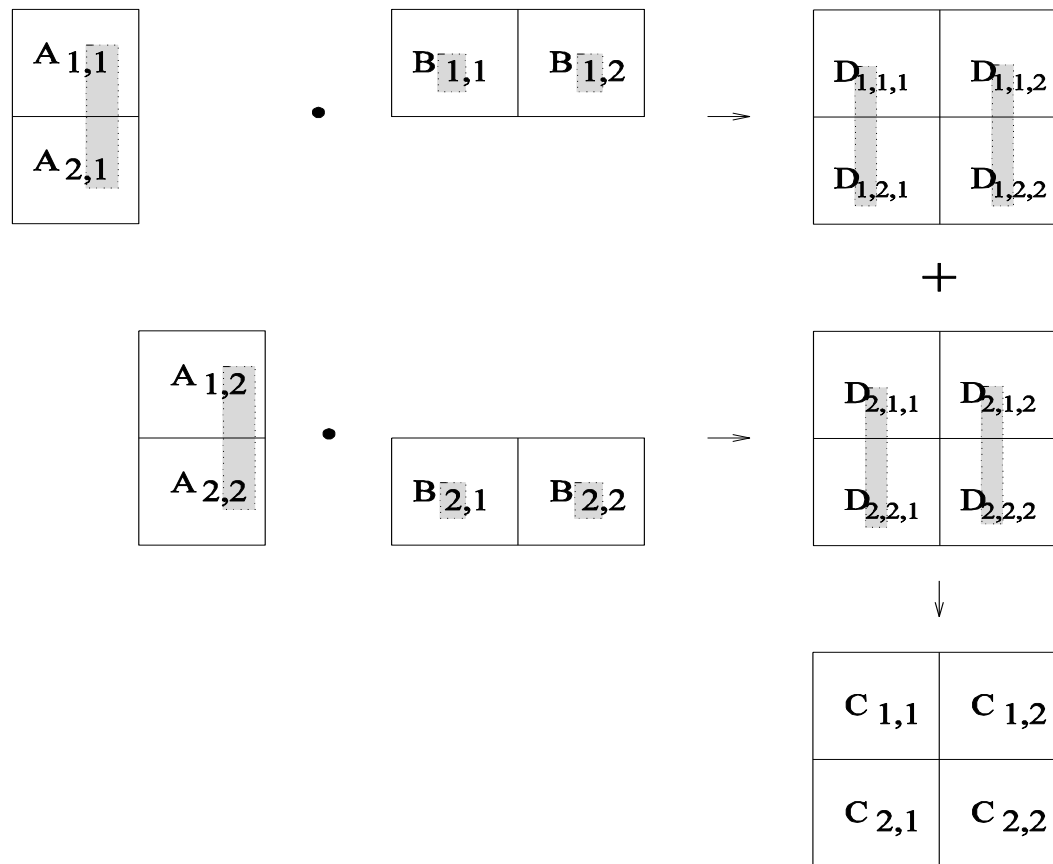 A 1,1 • B 1,1 B 1,2 → D 1,1,1 D 1,1,2
A 2,1 D 1,2,1 D 1,2,2
+
A 1,2 • D 2,1,1 D 2,1,2
A 2,2 B 2,1 B 2,2 → D 2,2,1 D 2,2,2
C 1,1 C 1,2
C 2,1 C 2,2